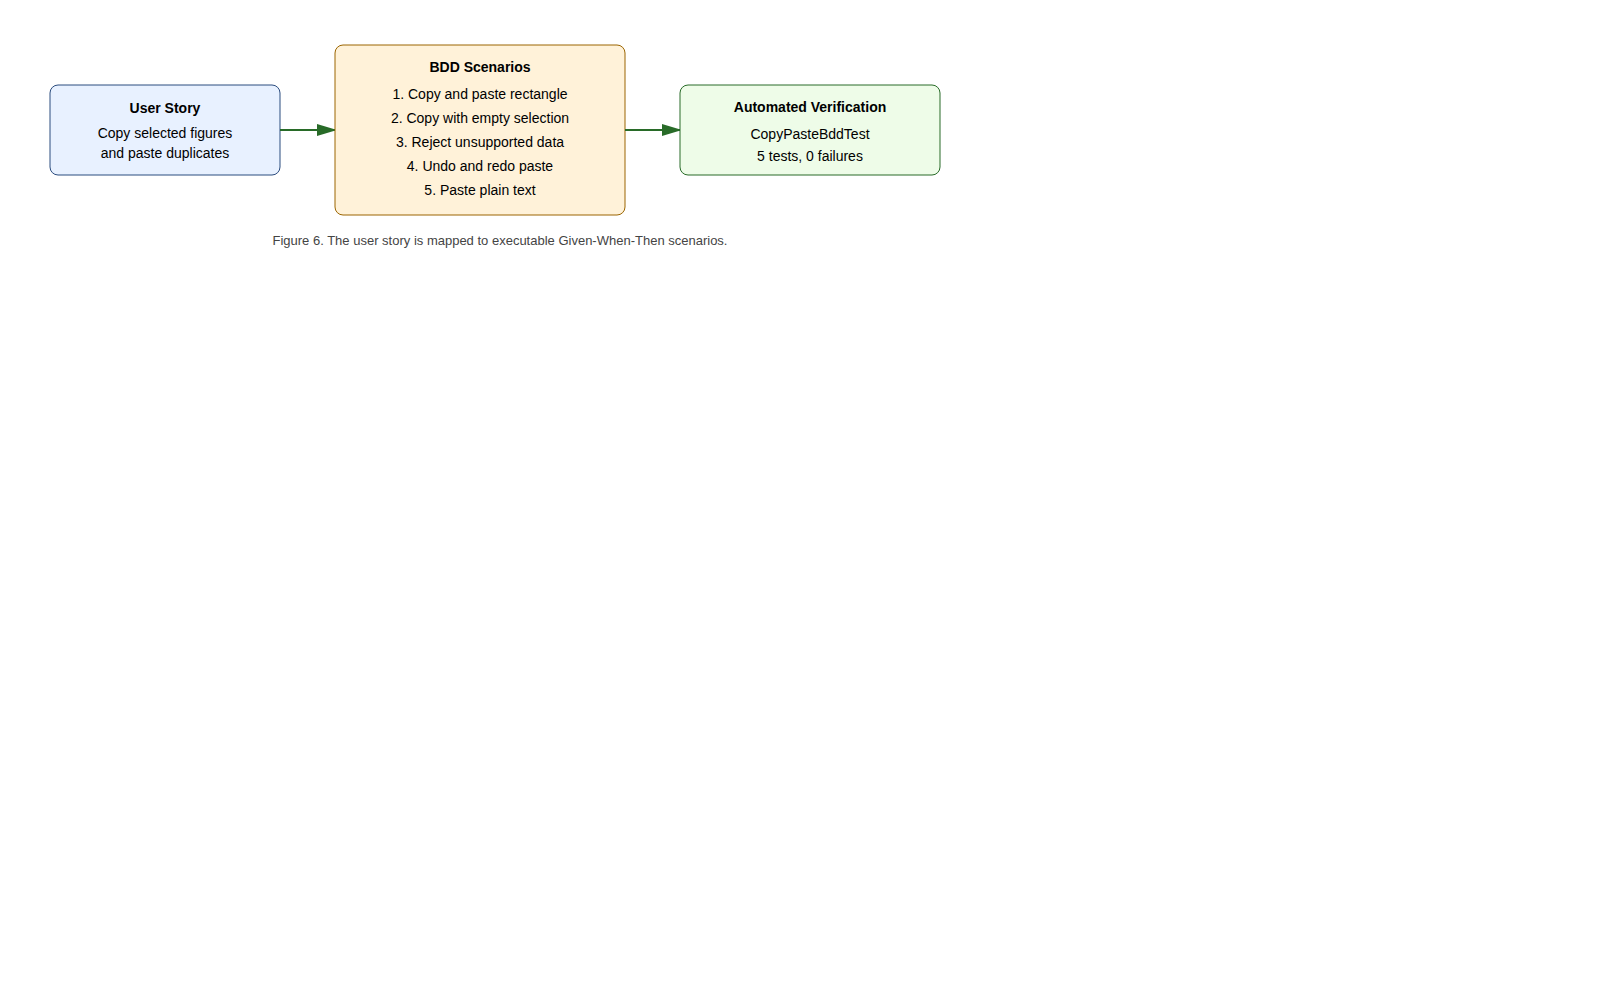 User Story
Copy selected figures
and paste duplicates
BDD Scenarios
1. Copy and paste rectangle
2. Copy with empty selection
3. Reject unsupported data
4. Undo and redo paste
5. Paste plain text
Automated Verification
CopyPasteBddTest
5 tests, 0 failures
Figure 6. The user story is mapped to executable Given-When-Then scenarios.